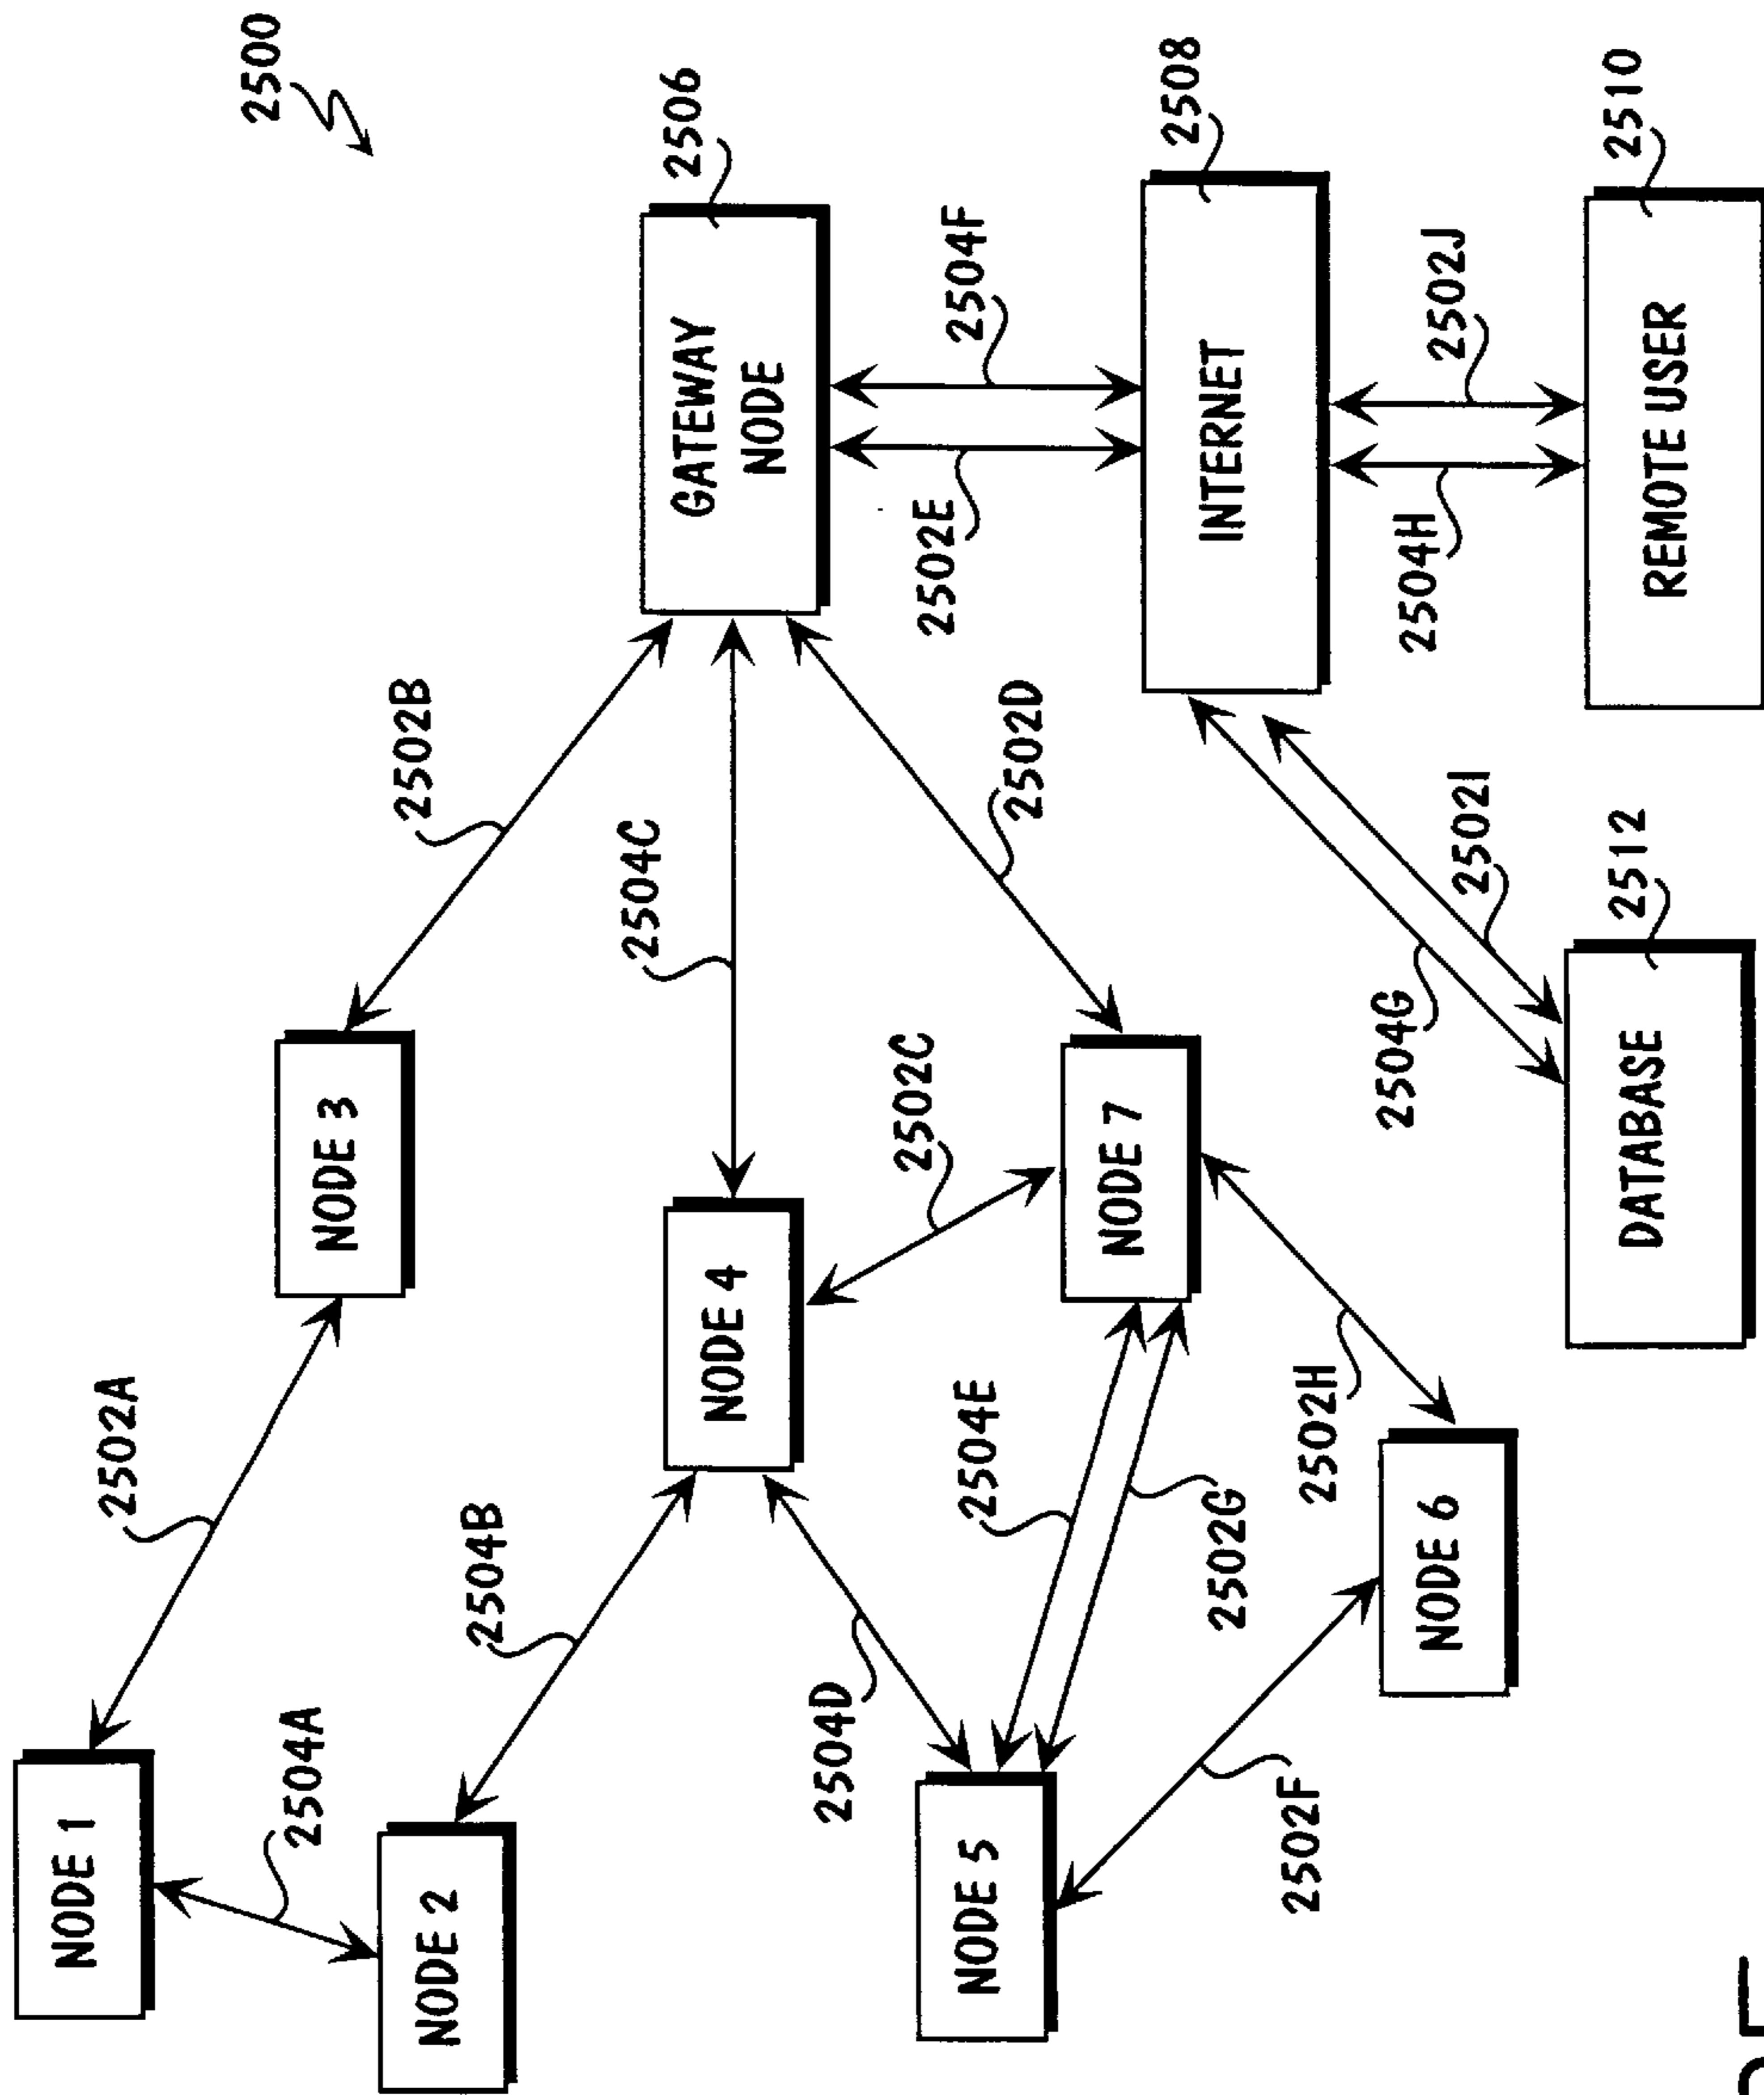 2500
NODE 1
2502A
2504A
NODE 2
NODE 3
2502B
GATEWAY
NODE
2506
2504B
NODE 4
2504C
2504D
2502C
2502D
2502E
2504F
NODE 5
2504E
2502G
NODE 7
INTERNET
2508
2502F
NODE 6
2502H
2504G
2502I
2504H
2502J
DATABASE
2512
REMOTE USER
2510